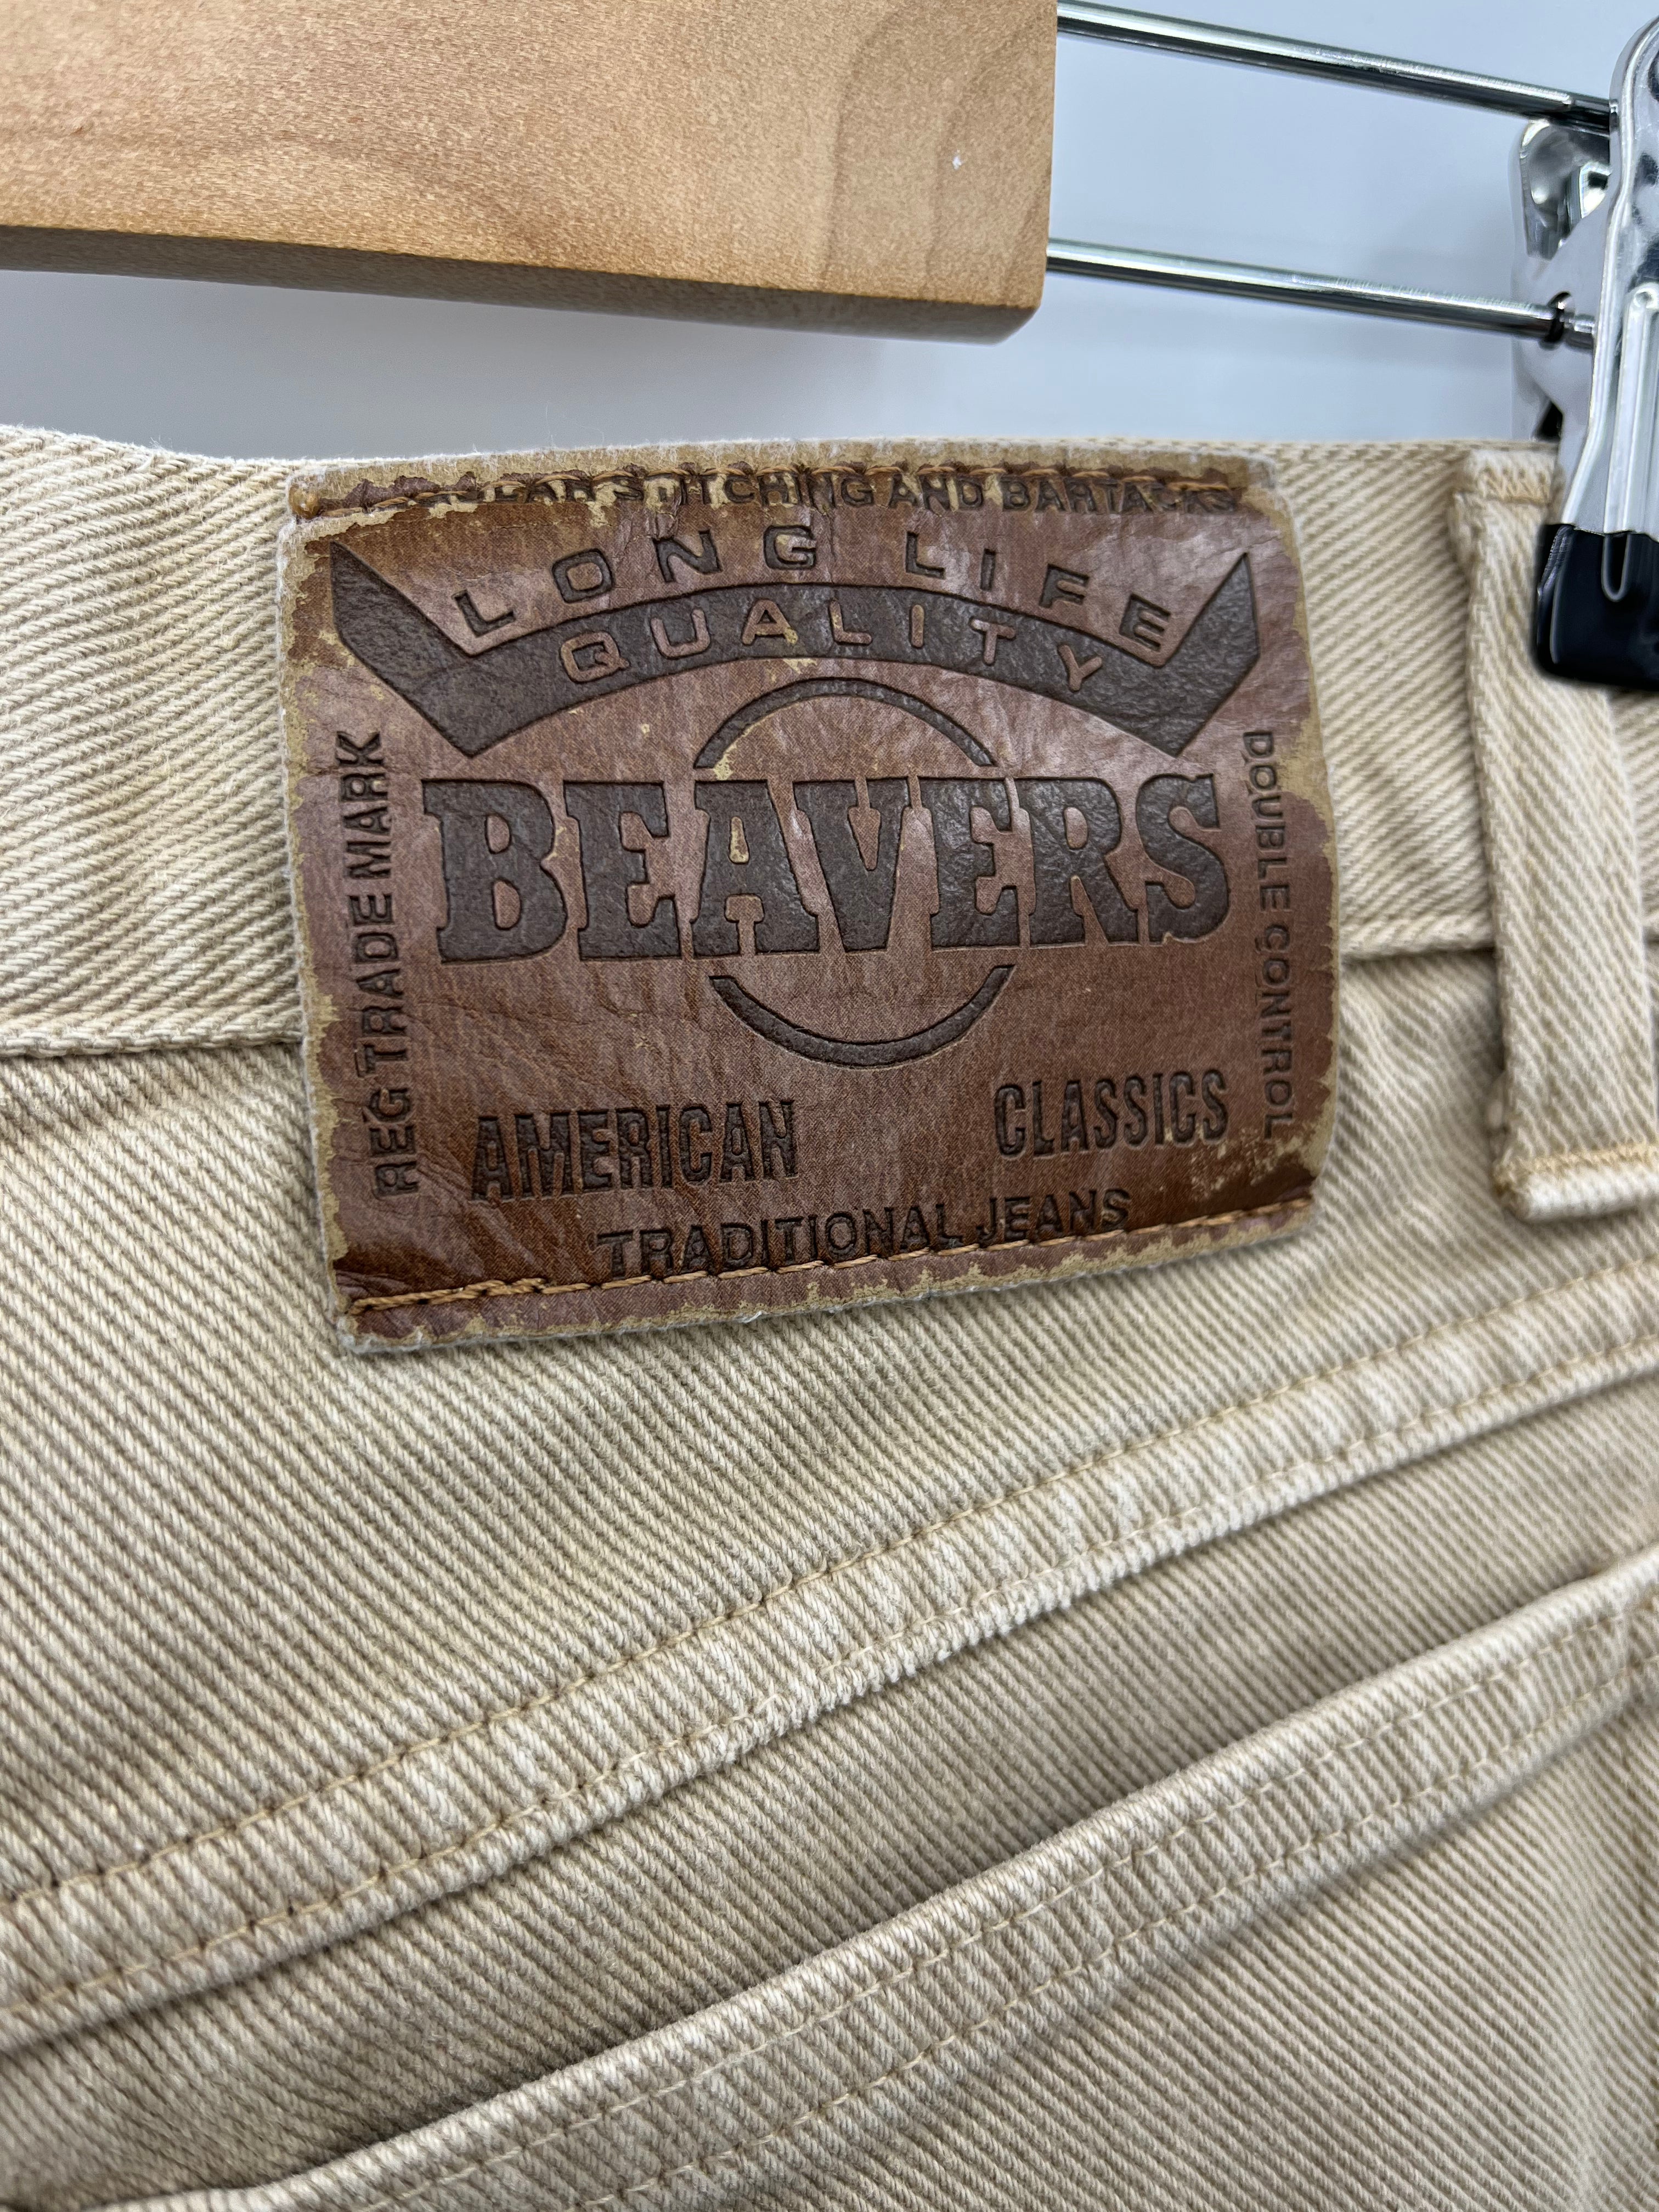 STITCHING AND BARTACKS
LONG LIFE
QUALITY
REG TRADE MARK
BEAVERS
DOUBLE CONTROL
AMERICAN CLASSICS
TRADITIONAL JEANS